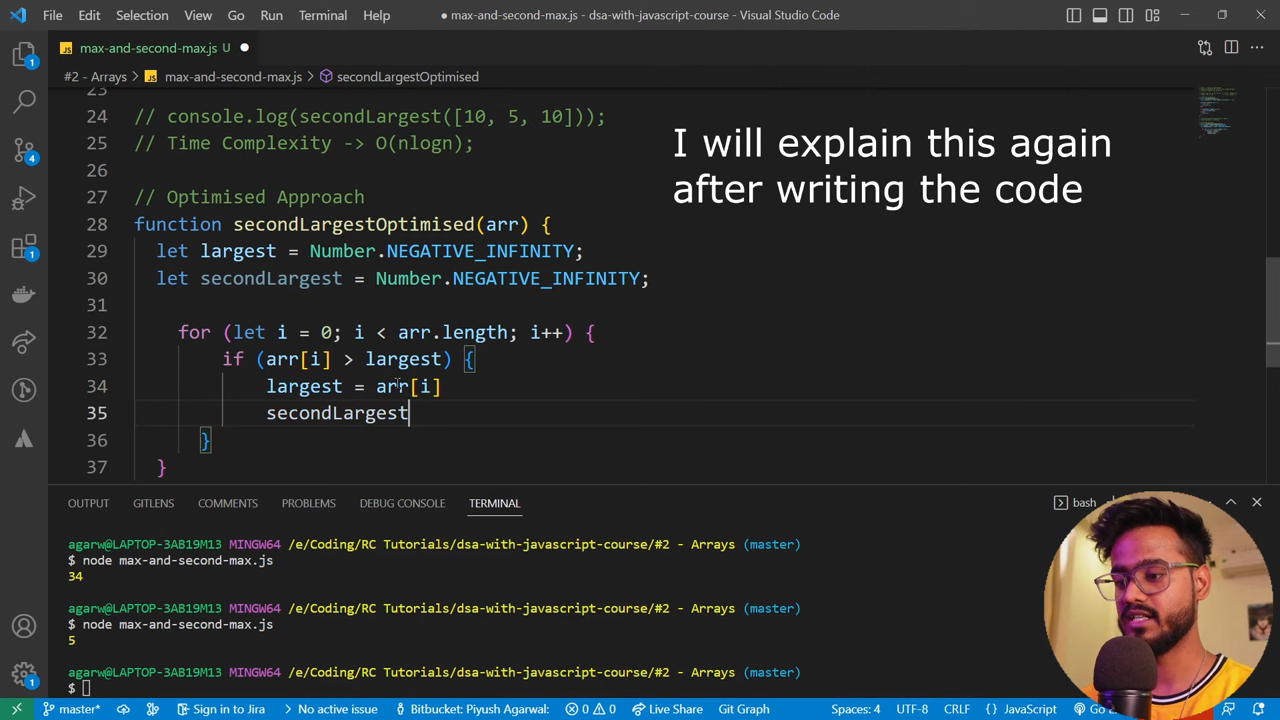 File Edit Selection View Go Run Terminal Help
● max-and-second-max.js - dsa-with-javascript-course - Visual Studio Code
JS max-and-second-max.js U ●
#2 - Arrays > JS max-and-second-max.js > secondLargestOptimised
23
24 // console.log(secondLargest([10, 5, 10]));
25 // Time Complexity -> O(nlogn);
26
27 // Optimised Approach
28 function secondLargestOptimised(arr) {
29 let largest = Number.NEGATIVE_INFINITY;
30 let secondLargest = Number.NEGATIVE_INFINITY;
31
32 for (let i = 0; i < arr.length; i++) {
33 if (arr[i] > largest) {
34 largest = arr[i]
35 secondLargest
36 }
37 }
I will explain this again
after writing the code
1
4
1
1
OUTPUT GITLENS COMMENTS PROBLEMS DEBUG CONSOLE TERMINAL
bash
agarw@LAPTOP-3AB19M13 MINGW64 /e/Coding/RC Tutorials/dsa-with-javascript-course/#2 - Arrays (master)
$ node max-and-second-max.js
34
agarw@LAPTOP-3AB19M13 MINGW64 /e/Coding/RC Tutorials/dsa-with-javascript-course/#2 - Arrays (master)
$ node max-and-second-max.js
5
agarw@LAPTOP-3AB19M13 MINGW64 /e/Coding/RC Tutorials/dsa-with-javascript-course/#2 - Arrays (master)
$
master* Sign in to Jira No active issue Bitbucket: Piyush Agarwal: 0 0 Live Share Git Graph Spaces: 4 UTF-8 CRLF {} JavaScript Go